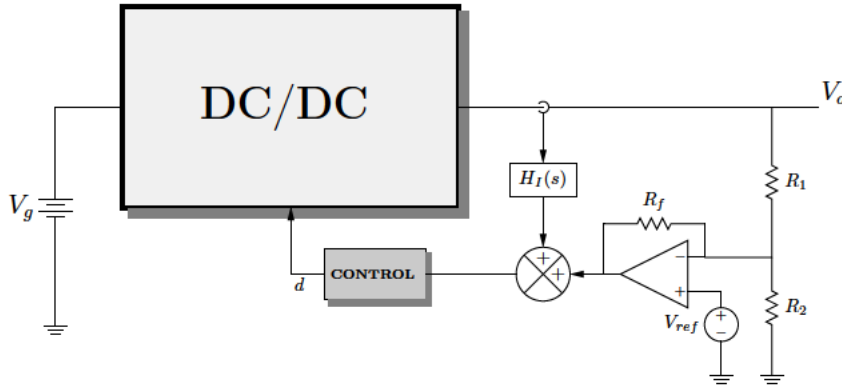 DC/DC
V_o
V_g
H_I(s)
R_1
R_f
+
+
−
+
CONTROL
d
V_ref
+
−
R_2